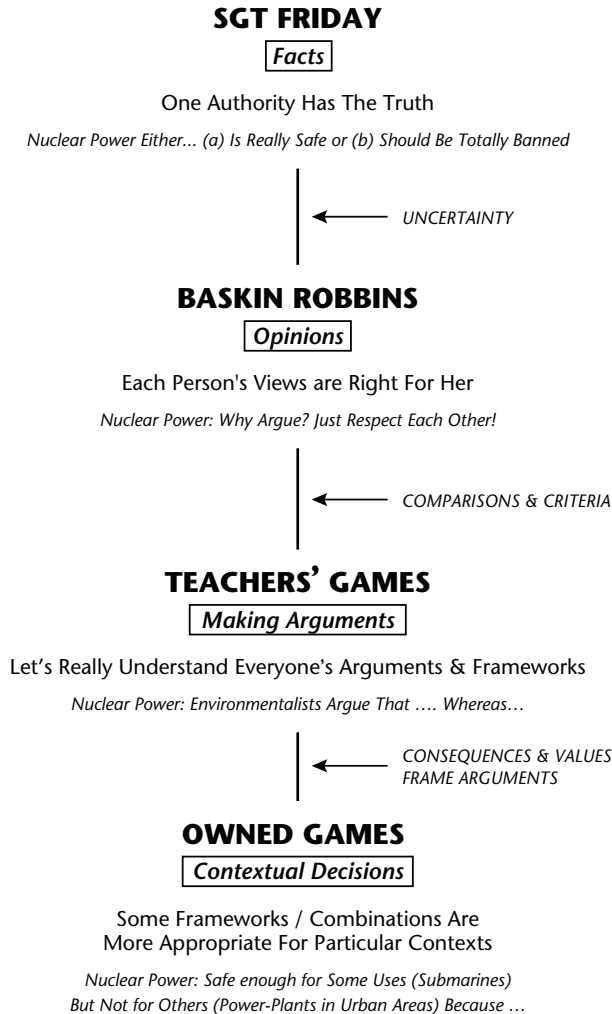 SGT FRIDAY
Facts
One Authority Has The Truth
Nuclear Power Either... (a) Is Really Safe or (b) Should Be Totally Banned
UNCERTAINTY
BASKIN ROBBINS
Opinions
Each Person's Views are Right For Her
Nuclear Power: Why Argue? Just Respect Each Other!
COMPARISONS & CRITERIA
TEACHERS’ GAMES
Making Arguments
Let’s Really Understand Everyone’s Arguments & Frameworks
Nuclear Power: Environmentalists Argue That …. Whereas…
CONSEQUENCES & VALUES
FRAME ARGUMENTS
OWNED GAMES
Contextual Decisions
Some Frameworks / Combinations Are
More Appropriate For Particular Contexts
Nuclear Power: Safe enough for Some Uses (Submarines)
But Not for Others (Power-Plants in Urban Areas) Because …